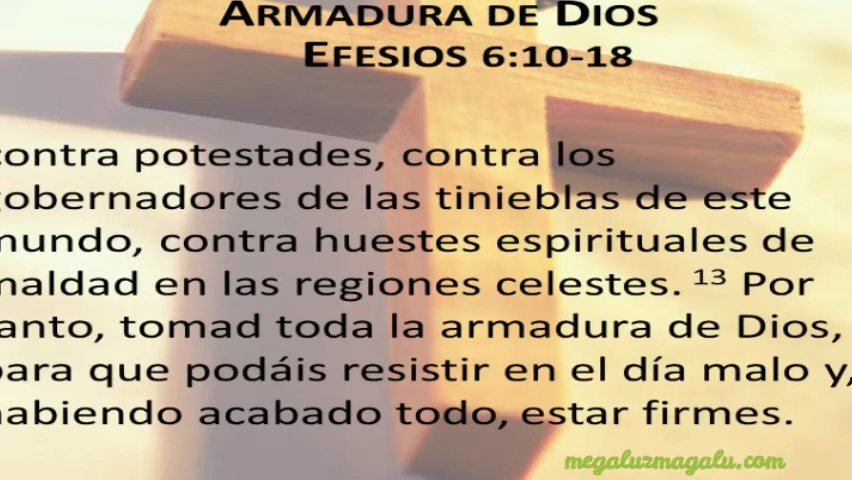 ARMADURA DE DIOS
EFESIOS 6:10-18
contra potestades, contra los
gobernadores de las tinieblas de este
mundo, contra huestes espirituales de
maldad en las regiones celestes. 13 Por
tanto, tomad toda la armadura de Dios,
para que podáis resistir en el día malo y,
habiendo acabado todo, estar firmes.
megaluzmagalu.com